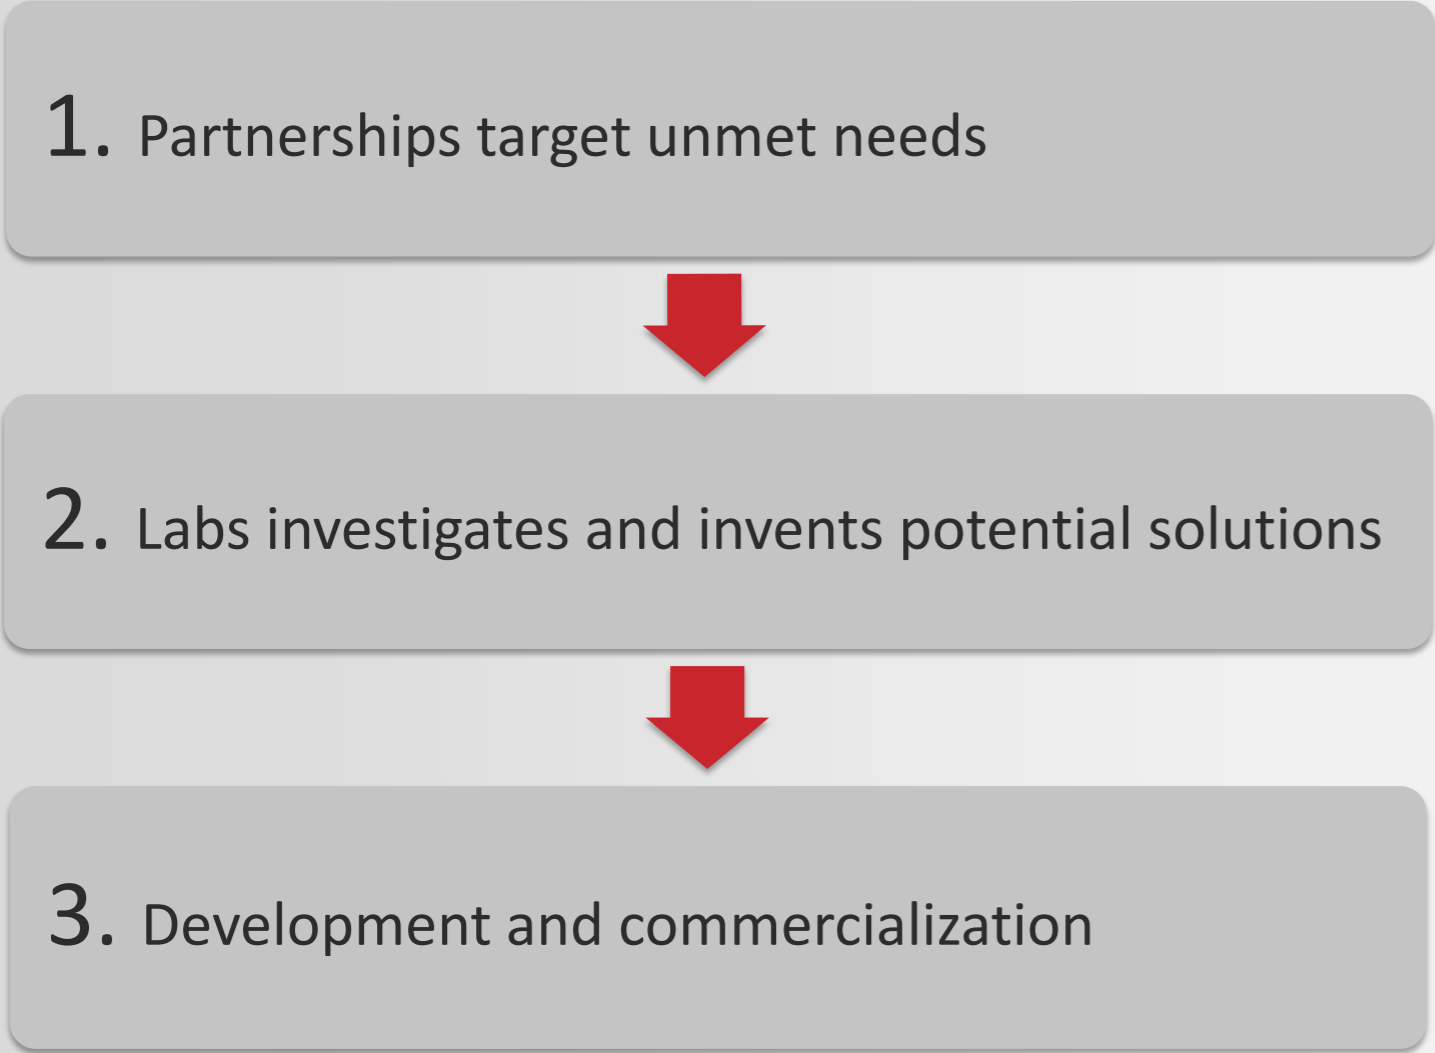 1. Partnerships target unmet needs
2. Labs investigates and invents potential solutions
3. Development and commercialization